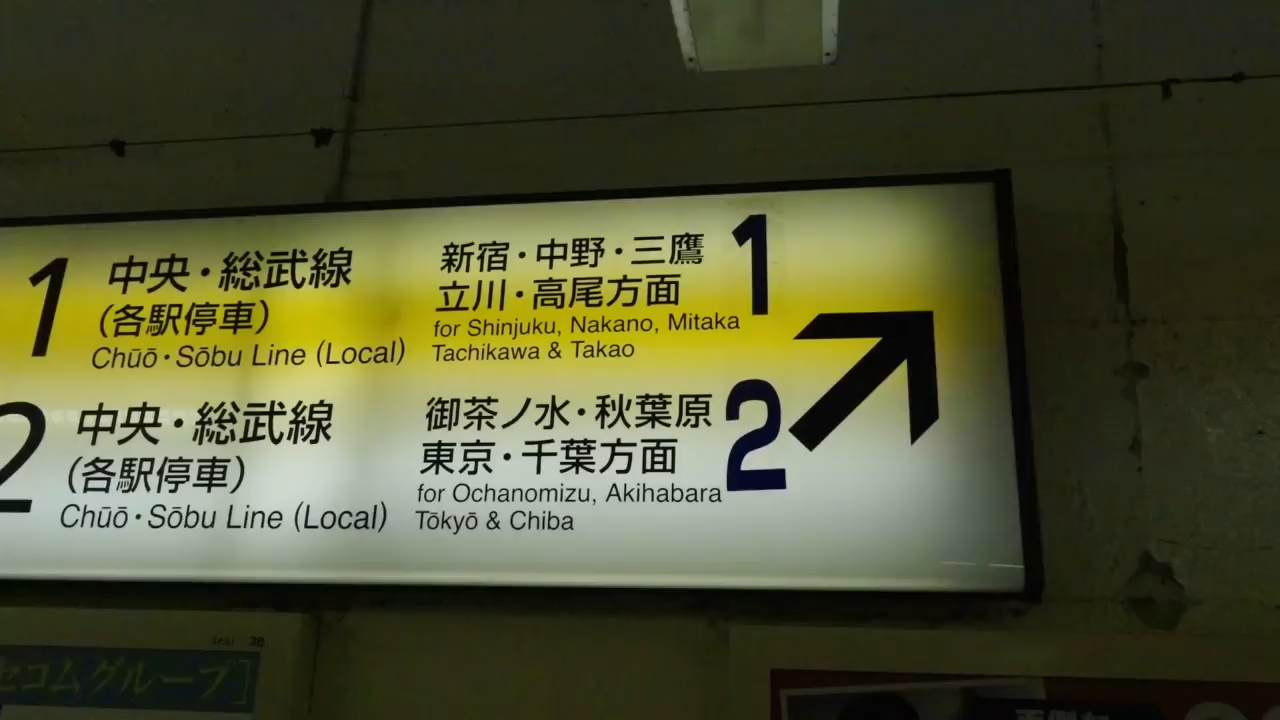 1
中央・総武線
(各駅停車)
Chūō・Sōbu Line (Local)
新宿・中野・三鷹
立川・高尾方面
for Shinjuku, Nakano, Mitaka
Tachikawa & Takao
1
2
中央・総武線
(各駅停車)
Chūō・Sōbu Line (Local)
御茶ノ水・秋葉原
東京・千葉方面
for Ochanomizu, Akihabara
Tōkyō & Chiba
2
38
セコムグループ]